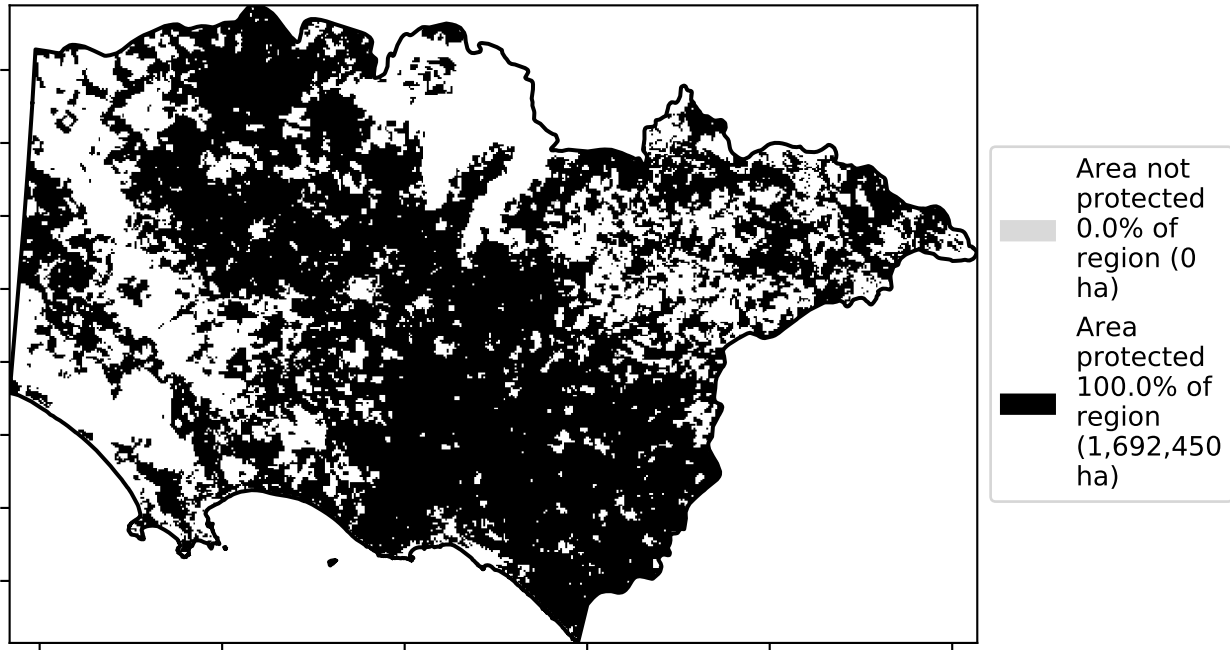 Area not
protected
0.0% of
region (0
ha)
Area
protected
100.0% of
region
(1,692,450
ha)